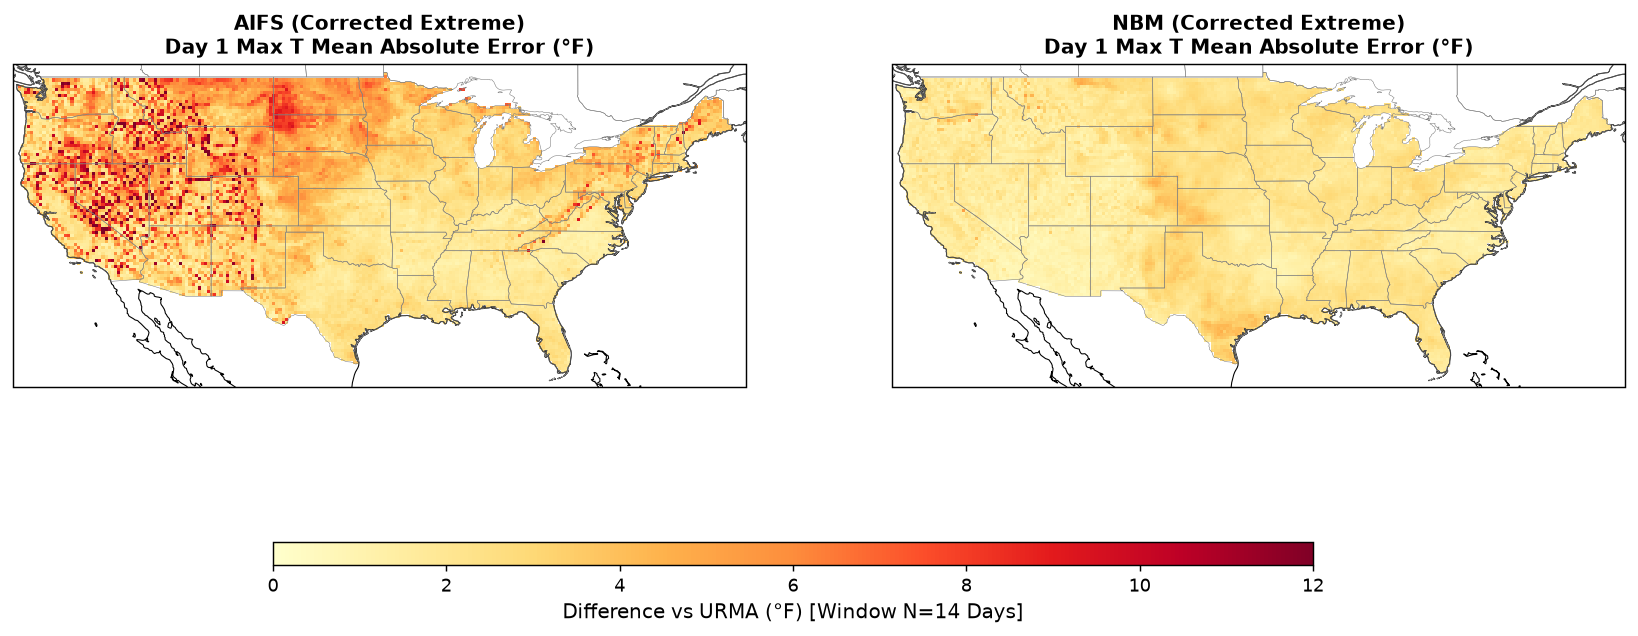 AIFS (Corrected Extreme)
Day 1 Max T Mean Absolute Error (°F)
NBM (Corrected Extreme)
Day 1 Max T Mean Absolute Error (°F)
0 2 4 6 8 10 12
Difference vs URMA (°F) [Window N=14 Days]